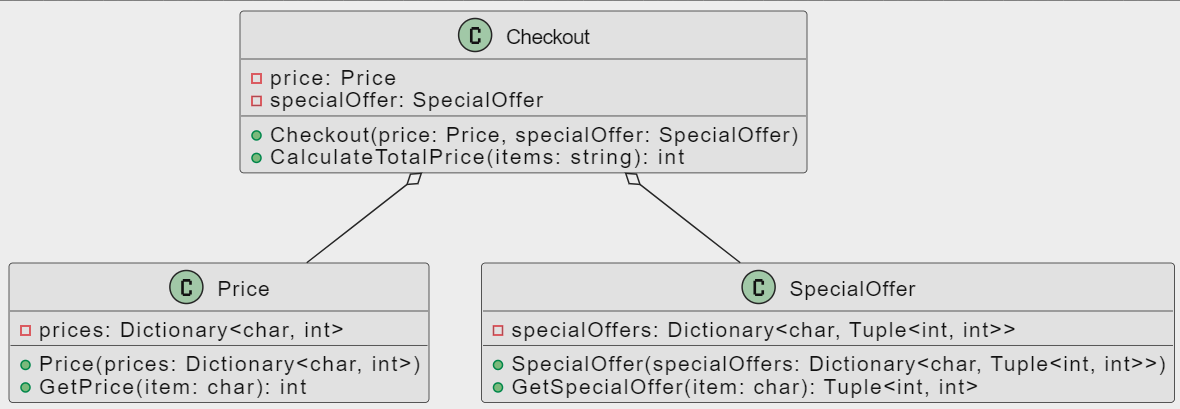 C Checkout
price: Price
specialOffer: SpecialOffer
Checkout(price: Price, specialOffer: SpecialOffer)
CalculateTotalPrice(items: string): int
C Price
prices: Dictionary<char, int>
Price(prices: Dictionary<char, int>)
GetPrice(item: char): int
C SpecialOffer
specialOffers: Dictionary<char, Tuple<int, int>>
SpecialOffer(specialOffers: Dictionary<char, Tuple<int, int>>)
GetSpecialOffer(item: char): Tuple<int, int>